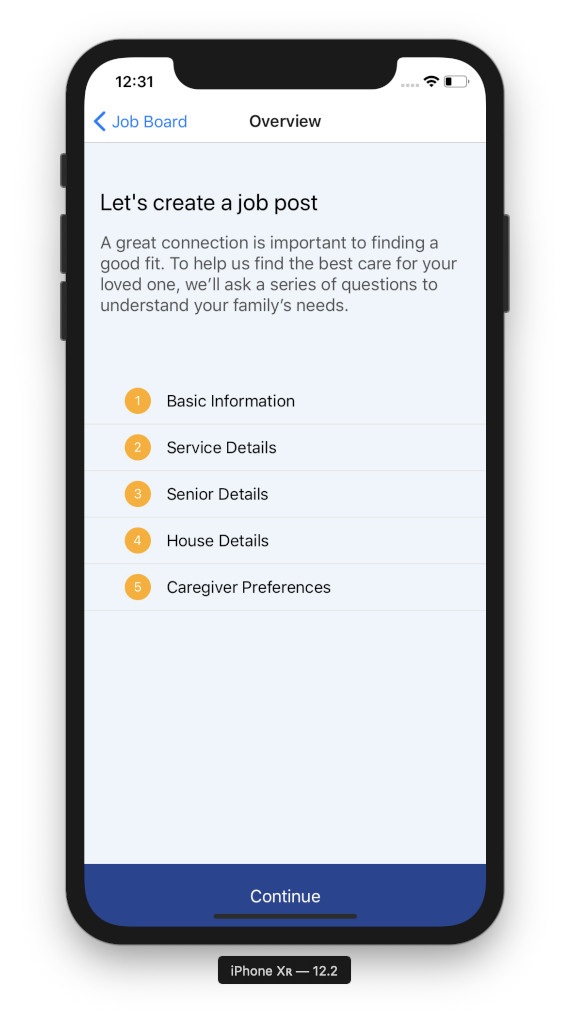 12:31
Job Board
Overview
Let's create a job post
A great connection is important to finding a
good fit. To help us find the best care for your
loved one, we’ll ask a series of questions to
understand your family’s needs.
1 Basic Information
2 Service Details
3 Senior Details
4 House Details
5 Caregiver Preferences
Continue
iPhone Xʀ — 12.2